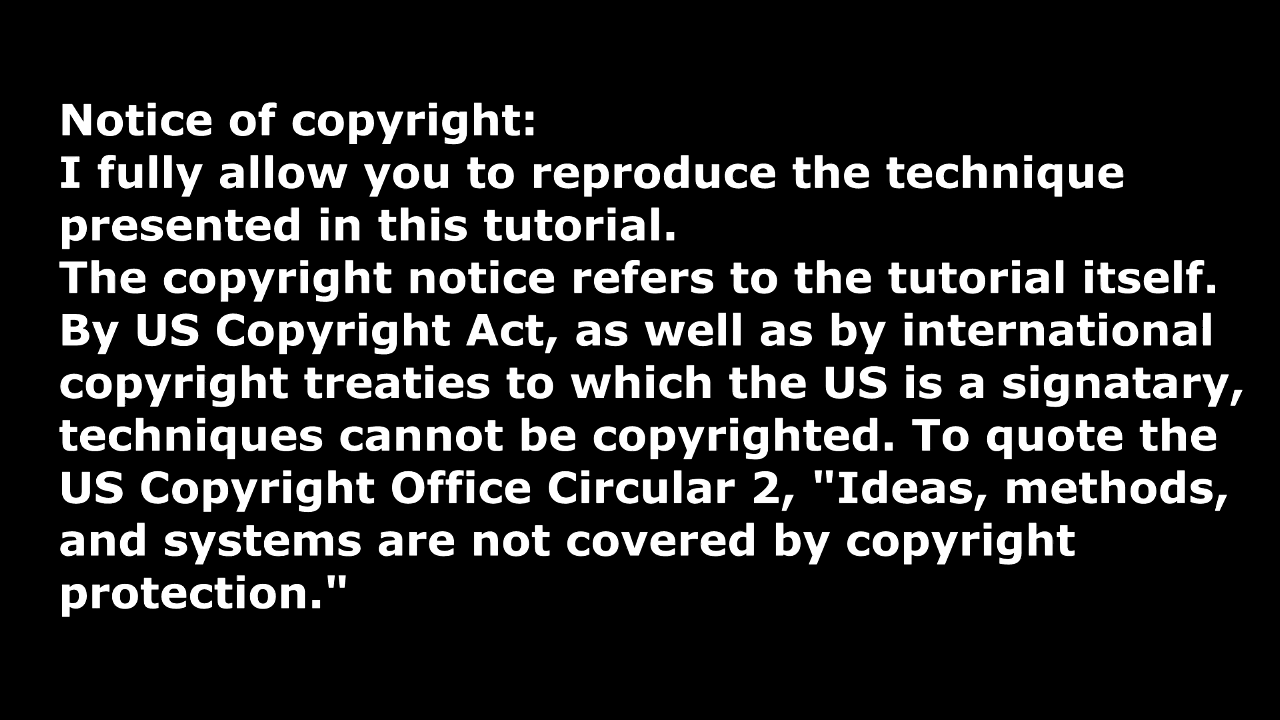 Notice of copyright:
I fully allow you to reproduce the technique
presented in this tutorial.
The copyright notice refers to the tutorial itself.
By US Copyright Act, as well as by international
copyright treaties to which the US is a signatary,
techniques cannot be copyrighted. To quote the
US Copyright Office Circular 2, "Ideas, methods,
and systems are not covered by copyright
protection."